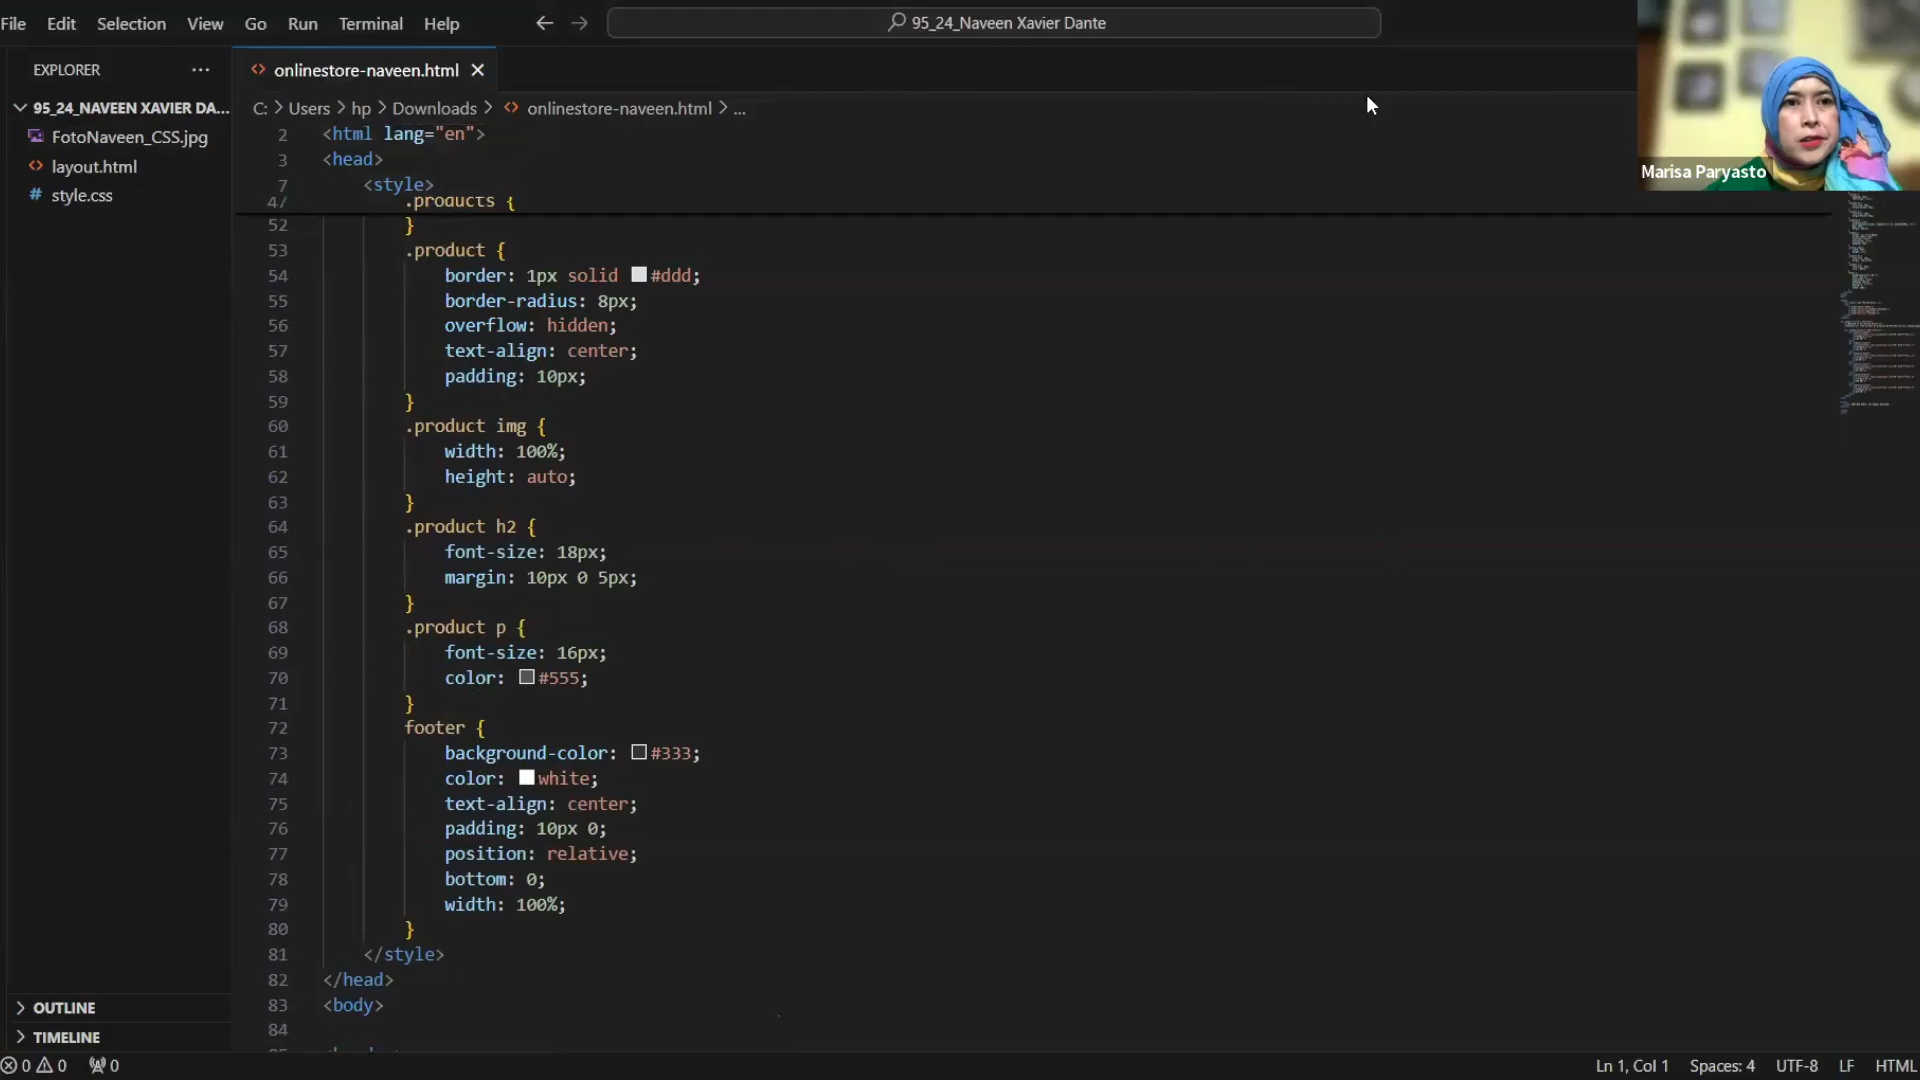 File Edit Selection View Go Run Terminal Help
95_24_Naveen Xavier Dante
EXPLORER
95_24_NAVEEN XAVIER DA...
FotoNaveen_CSS.jpg
layout.html
style.css
OUTLINE
TIMELINE
onlinestore-naveen.html
C: > Users > hp > Downloads > onlinestore-naveen.html > ...
2 <html lang="en">
3 <head>
7 <style>
47 .products {
52 }
53 .product {
54 border: 1px solid #ddd;
55 border-radius: 8px;
56 overflow: hidden;
57 text-align: center;
58 padding: 10px;
59 }
60 .product img {
61 width: 100%;
62 height: auto;
63 }
64 .product h2 {
65 font-size: 18px;
66 margin: 10px 0 5px;
67 }
68 .product p {
69 font-size: 16px;
70 color: #555;
71 }
72 footer {
73 background-color: #333;
74 color: white;
75 text-align: center;
76 padding: 10px 0;
77 position: relative;
78 bottom: 0;
79 width: 100%;
80 }
81 </style>
82 </head>
83 <body>
84
Marisa Paryasto
0 0 0
Ln 1, Col 1 Spaces: 4 UTF-8 LF HTML